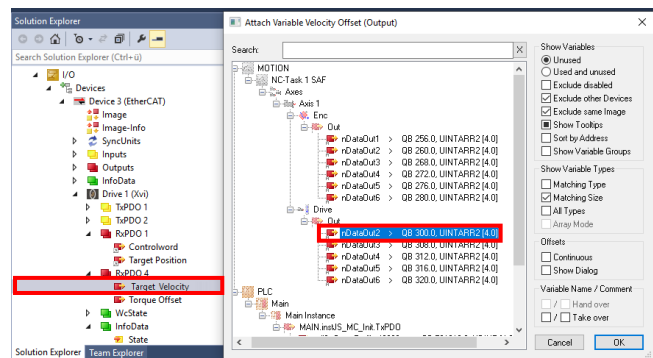 Solution Explorer
Search Solution Explorer (Ctrl+ü)
I/O
Devices
Device 3 (EtherCAT)
Image
Image-Info
SyncUnits
Inputs
Outputs
InfoData
Drive 1 (Xvi)
TxPDO 1
TxPDO 2
RxPDO 1
Controlword
Target Position
RxPDO 4
Target Velocity
Torque Offset
WcState
InfoData
State
Solution Explorer Team Explorer
Attach Variable Velocity Offset (Output)
Search:
MOTION
NC-Task 1 SAF
Axes
Axis 1
Enc
Out
nDataOut1 > QB 256.0, UINTARR2 [4.0]
nDataOut2 > QB 260.0, UINTARR2 [4.0]
nDataOut3 > QB 268.0, UINTARR2 [4.0]
nDataOut4 > QB 272.0, UINTARR2 [4.0]
nDataOut5 > QB 276.0, UINTARR2 [4.0]
nDataOut6 > QB 280.0, UINTARR2 [4.0]
Drive
Out
nDataOut2 > QB 300.0, UINTARR2 [4.0]
nDataOut3 > QB 308.0, UINTARR2 [4.0]
nDataOut4 > QB 312.0, UINTARR2 [4.0]
nDataOut5 > QB 316.0, UINTARR2 [4.0]
nDataOut6 > QB 320.0, UINTARR2 [4.0]
PLC
Main
Main Instance
MAIN.instJS_MC_Init.TxPDO
Show Variables
Unused
Used and unused
Exclude disabled
Exclude other Devices
Exclude same Image
Show Tooltips
Sort by Address
Show Variable Groups
Show Variable Types
Matching Type
Matching Size
All Types
Array Mode
Offsets
Continuous
Show Dialog
Variable Name / Comment
/ Hand over
/ Take over
Cancel OK